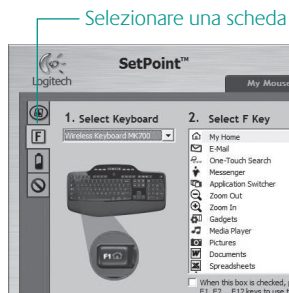 Selezionare una scheda
Logitech
SetPoint™
My Mouse
F
1. Select Keyboard
2. Select F Key
Wireless Keyboard MK700
My Home
E-Mail
One-Touch Search
Messenger
Application Switcher
Zoom Out
Zoom In
Gadgets
Media Player
Pictures
Documents
Spreadsheets
F1
When this box is checked,